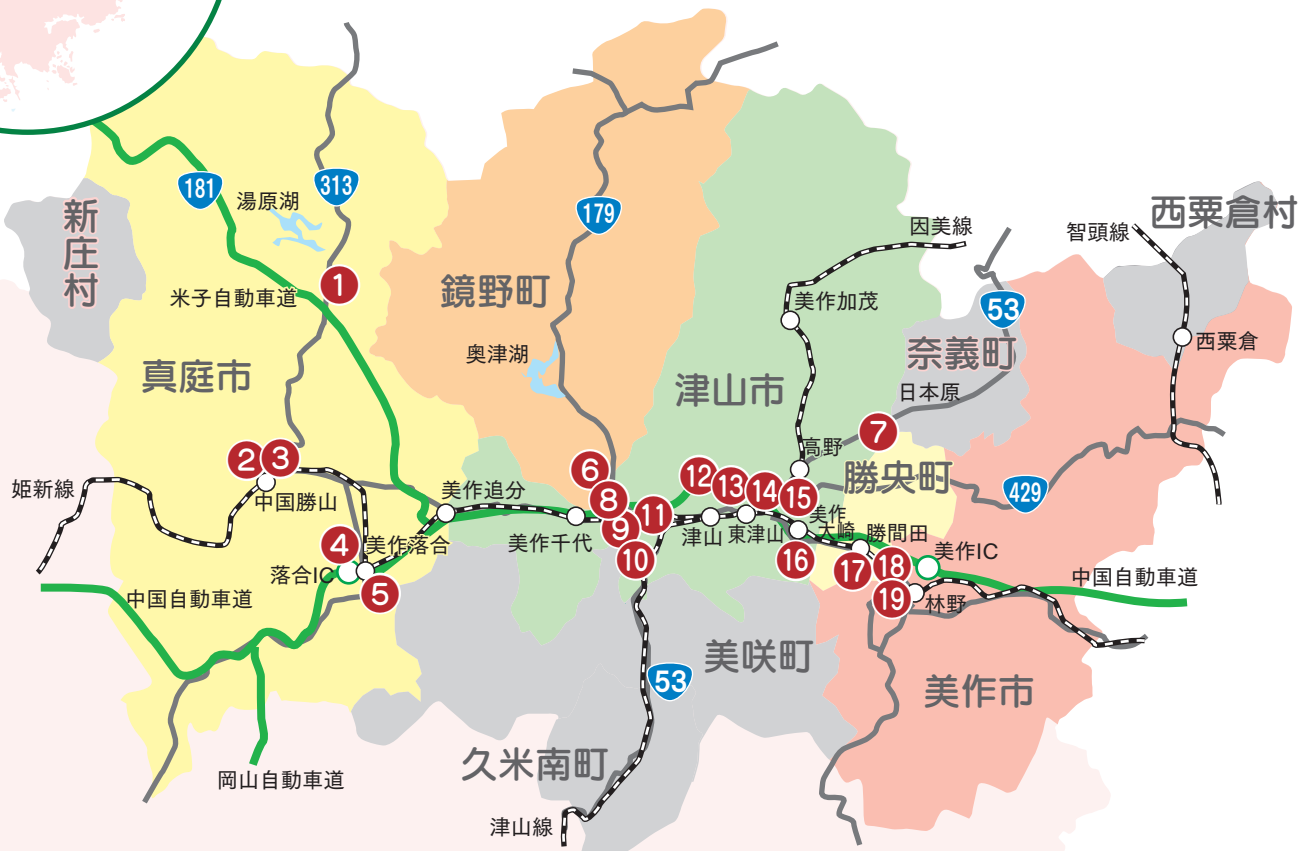 新庄村
181
湯原湖
313
米子自動車道
1
真庭市
鏡野町
179
奥津湖
津山市
因美線
美作加茂
智頭線
西粟倉村
西粟倉
53
奈義町
日本原
7
高野
勝央町
429
2
3
中国勝山
姫新線
4
美作落合
落合IC
5
中国自動車道
岡山自動車道
美作追分
美作千代
6
8
9
10
11
津山
東津山
12
13
14
15
美作
大崎
16
勝間田
17
18
19
美作IC
林野
中国自動車道
美咲町
53
久米南町
津山線
美作市